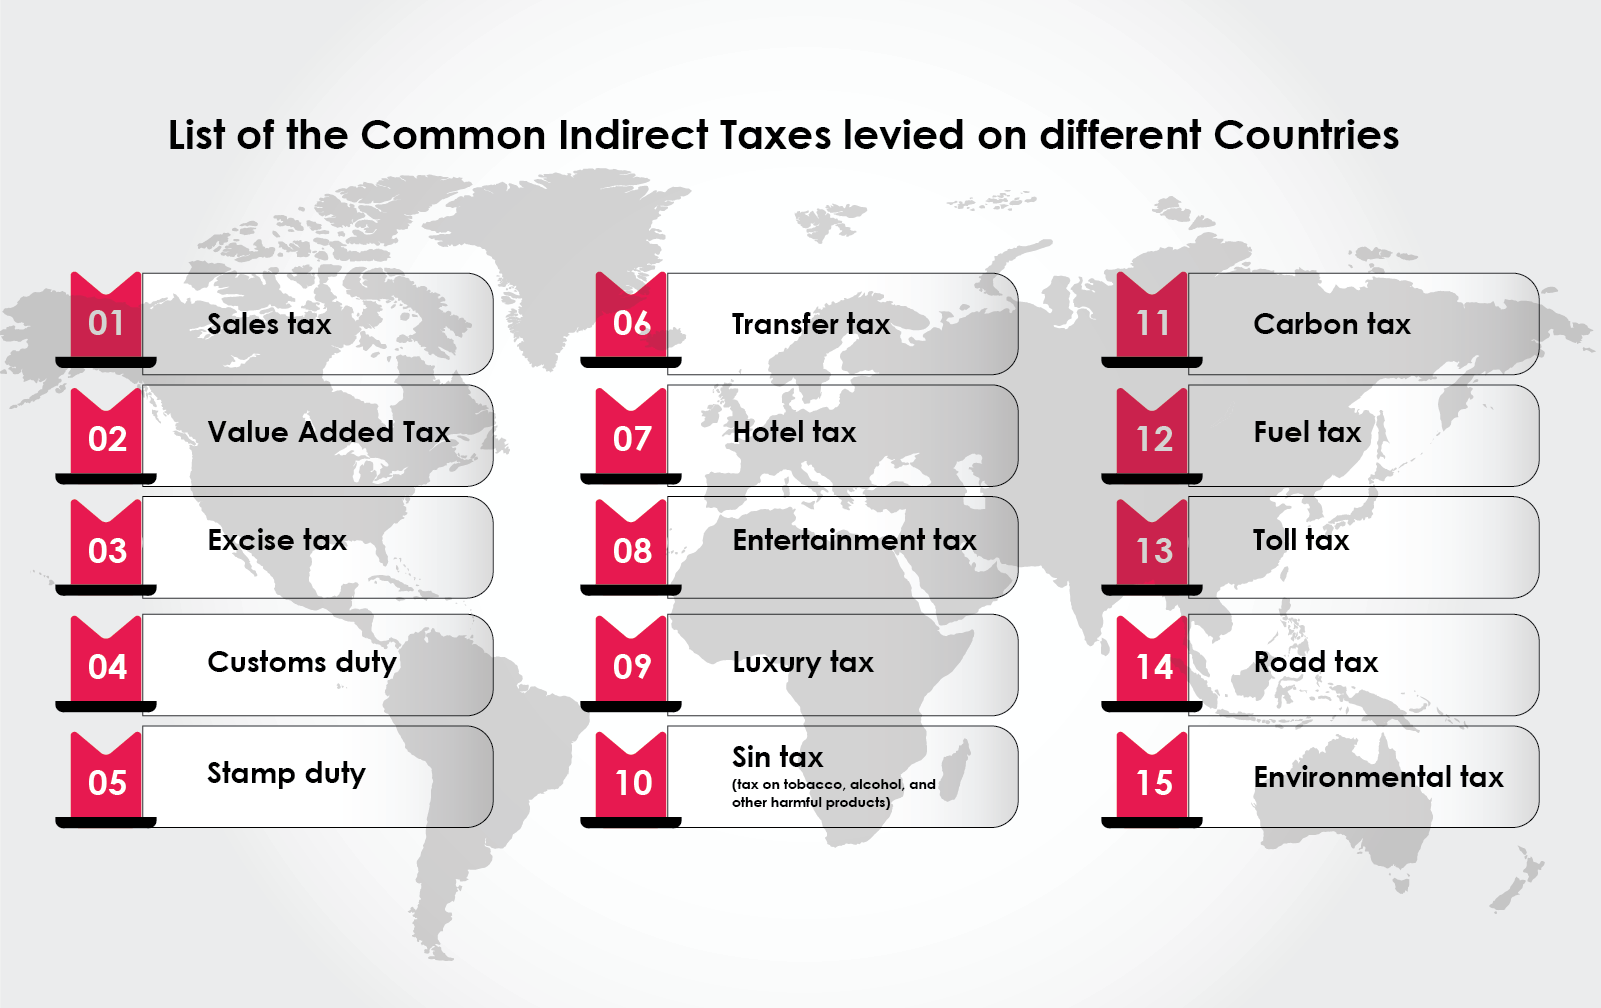 List of the Common Indirect Taxes levied on different Countries
01
Sales tax
02
Value Added Tax
03
Excise tax
04
Customs duty
05
Stamp duty
06
Transfer tax
07
Hotel tax
08
Entertainment tax
09
Luxury tax
10
Sin tax
(tax on tobacco, alcohol, and
other harmful products)
11
Carbon tax
12
Fuel tax
13
Toll tax
14
Road tax
15
Environmental tax